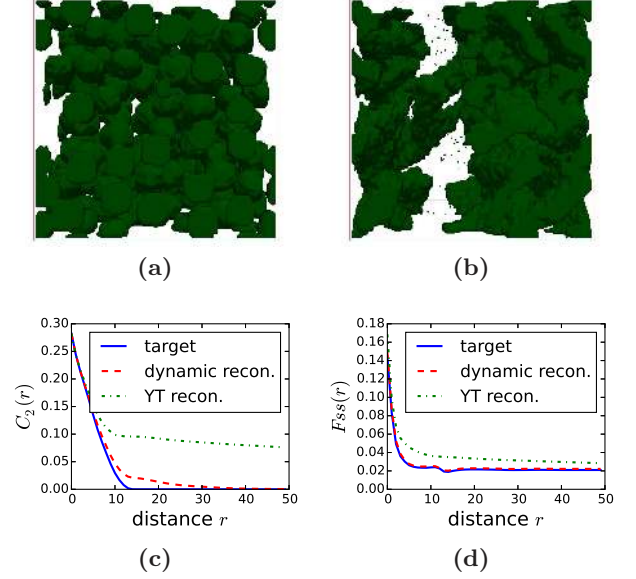 (a)
(b)
0.30
0.25
0.20
0.15
0.10
0.05
0.00
C₂(r)
target
dynamic recon.
YT recon.
0 10 20 30 40 50
distance r
(c)
0.18
0.16
0.14
0.12
0.10
0.08
0.06
0.04
0.02
0.00
Fss(r)
target
dynamic recon.
YT recon.
0 10 20 30 40 50
distance r
(d)